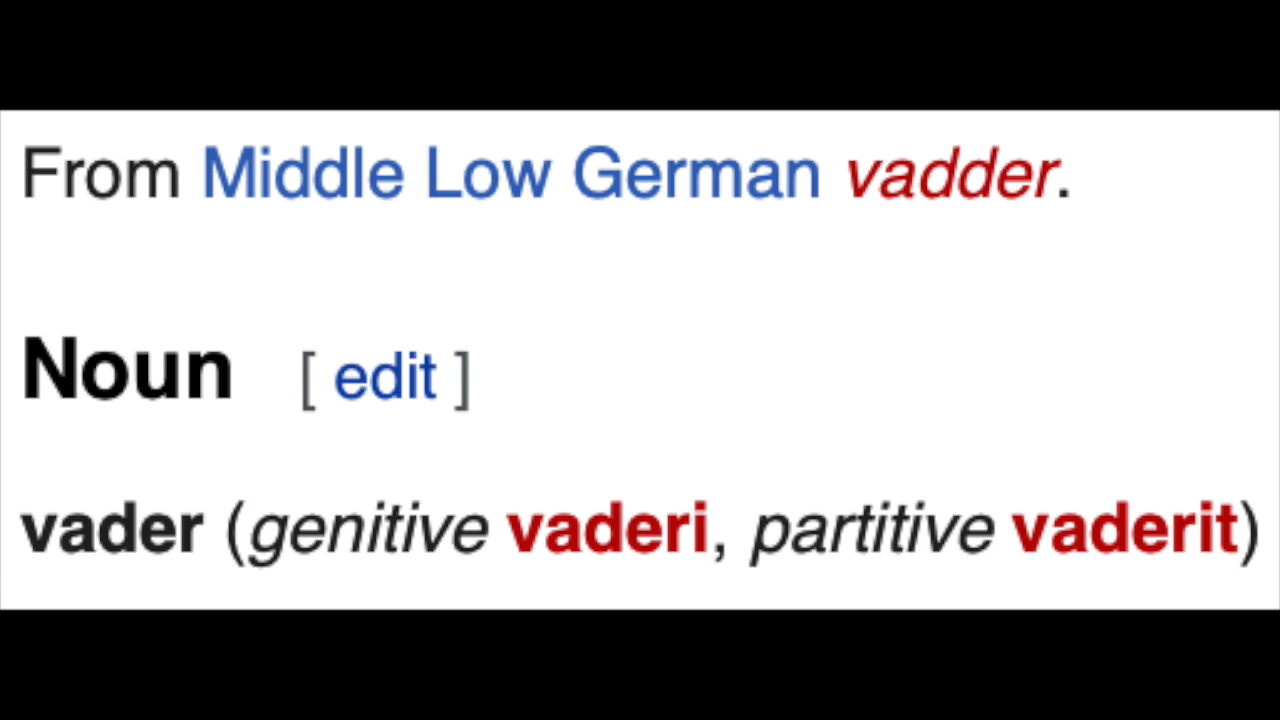 From Middle Low German vadder.
Noun [ edit ]
vader (genitive vaderi, partitive vaderit)